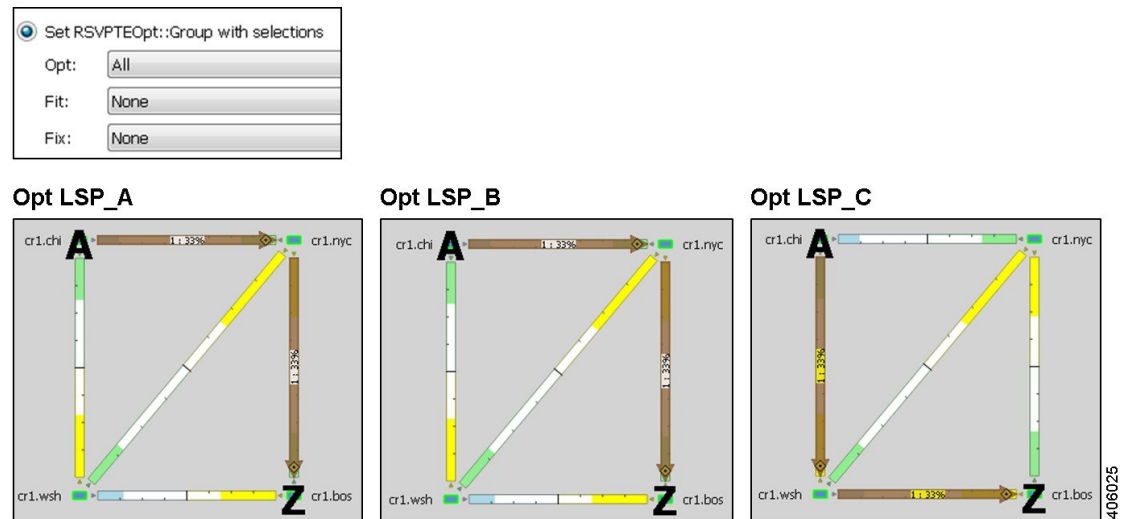 Set RSVPTEOpt::Group with selections
Opt: All
Fit: None
Fix: None
Opt LSP_A
Opt LSP_B
Opt LSP_C
cr1.chi A 1 : 33% cr1.nyc
1 : 33%
cr1.wsh Z cr1.bos
cr1.chi A 1 : 33% cr1.nyc
1 : 33%
cr1.wsh Z cr1.bos
cr1.chi A cr1.nyc
1 : 33%
cr1.wsh 1 : 33% Z cr1.bos
406025